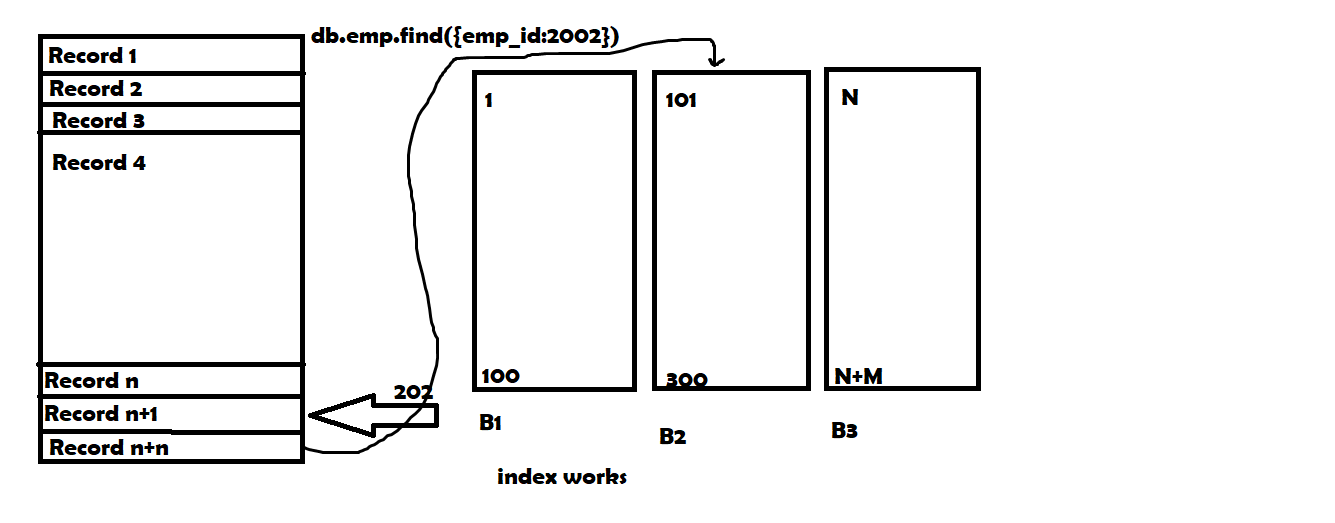 db.emp.find({emp_id:2002})
Record 1
Record 2
Record 3
Record 4
Record n
Record n+1
Record n+n
202
1
100
B1
101
300
B2
N
N+M
B3
index works